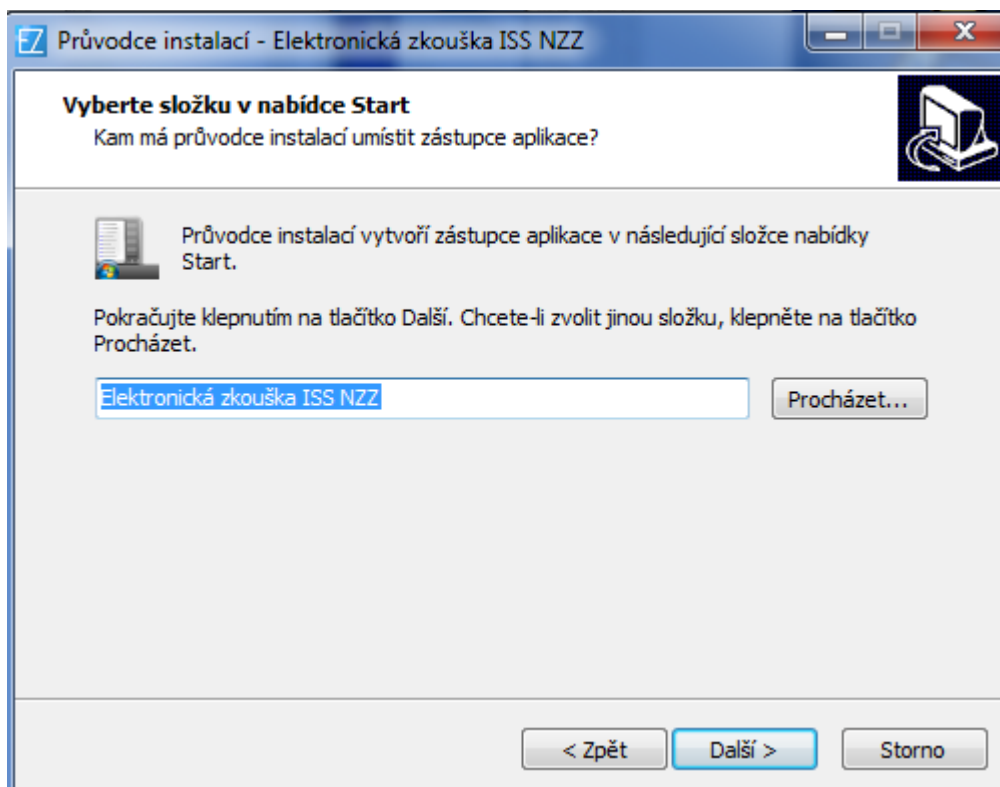 EZ Průvodce instalací - Elektronická zkouška ISS NZZ
Vyberte složku v nabídce Start
Kam má průvodce instalací umístit zástupce aplikace?
Průvodce instalací vytvoří zástupce aplikace v následující složce nabídky
Start.
Pokračujte klepnutím na tlačítko Další. Chcete-li zvolit jinou složku, klepněte na tlačítko
Procházet.
Elektronická zkouška ISS NZZ
Procházet...
< Zpět
Další >
Storno